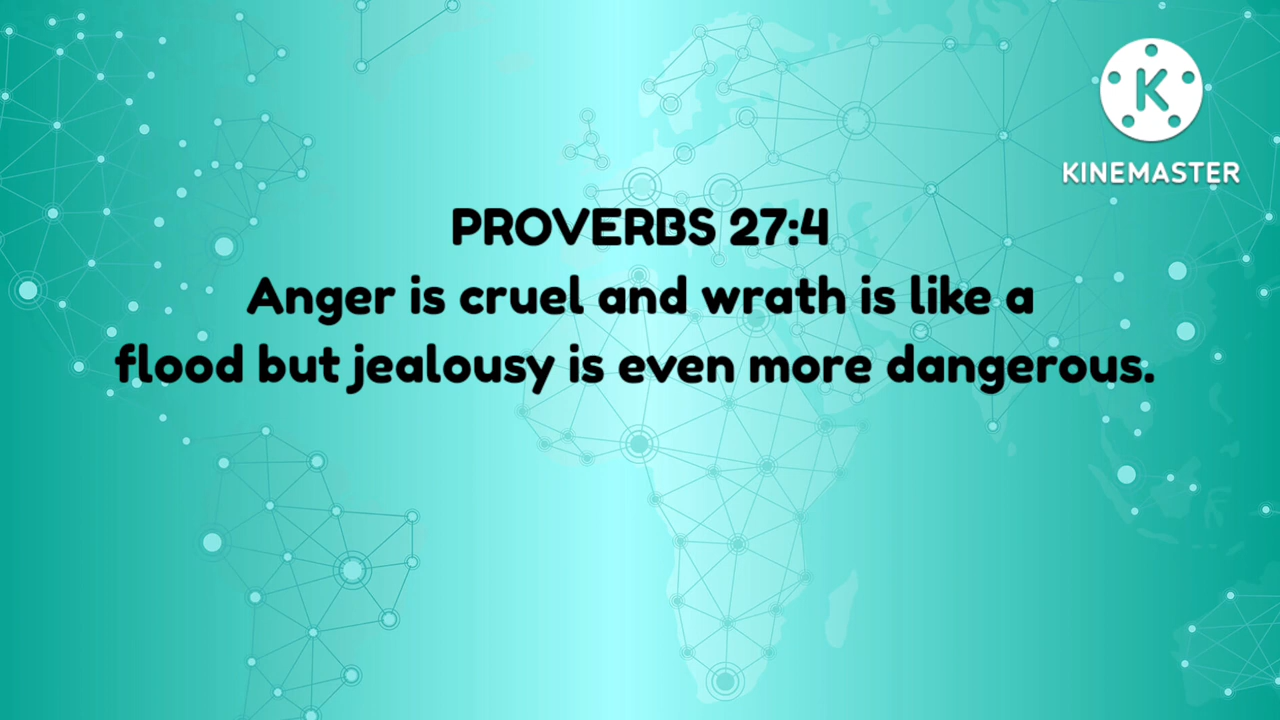 K
KINEMASTER
PROVERBS 27:4
Anger is cruel and wrath is like a
flood but jealousy is even more dangerous.